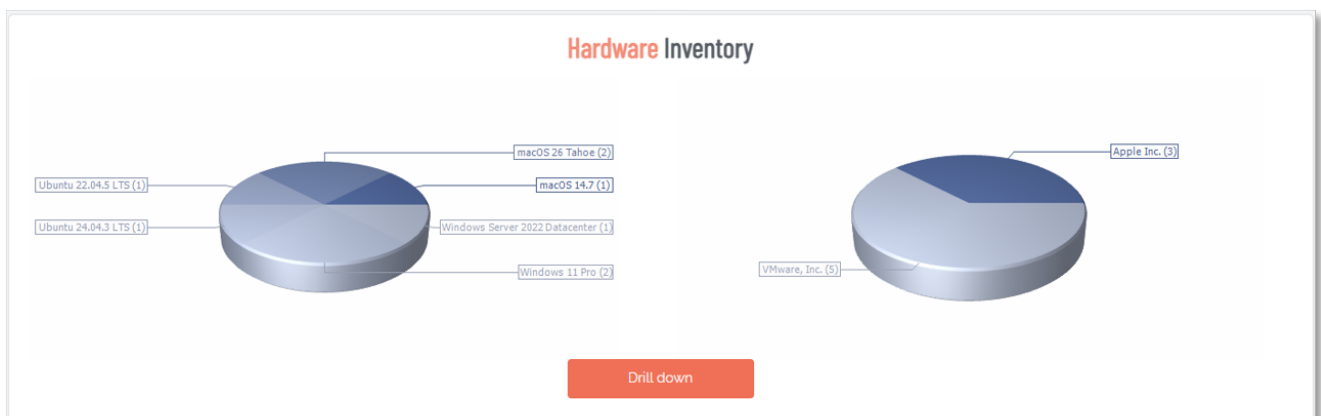 Hardware Inventory
macOS 26 Tahoe (2)
Ubuntu 22.04.5 LTS (1)
macOS 14.7 (1)
Ubuntu 24.04.3 LTS (1)
Windows Server 2022 Datacenter (1)
Windows 11 Pro (2)
Apple Inc. (3)
VMware, Inc. (5)
Drill down